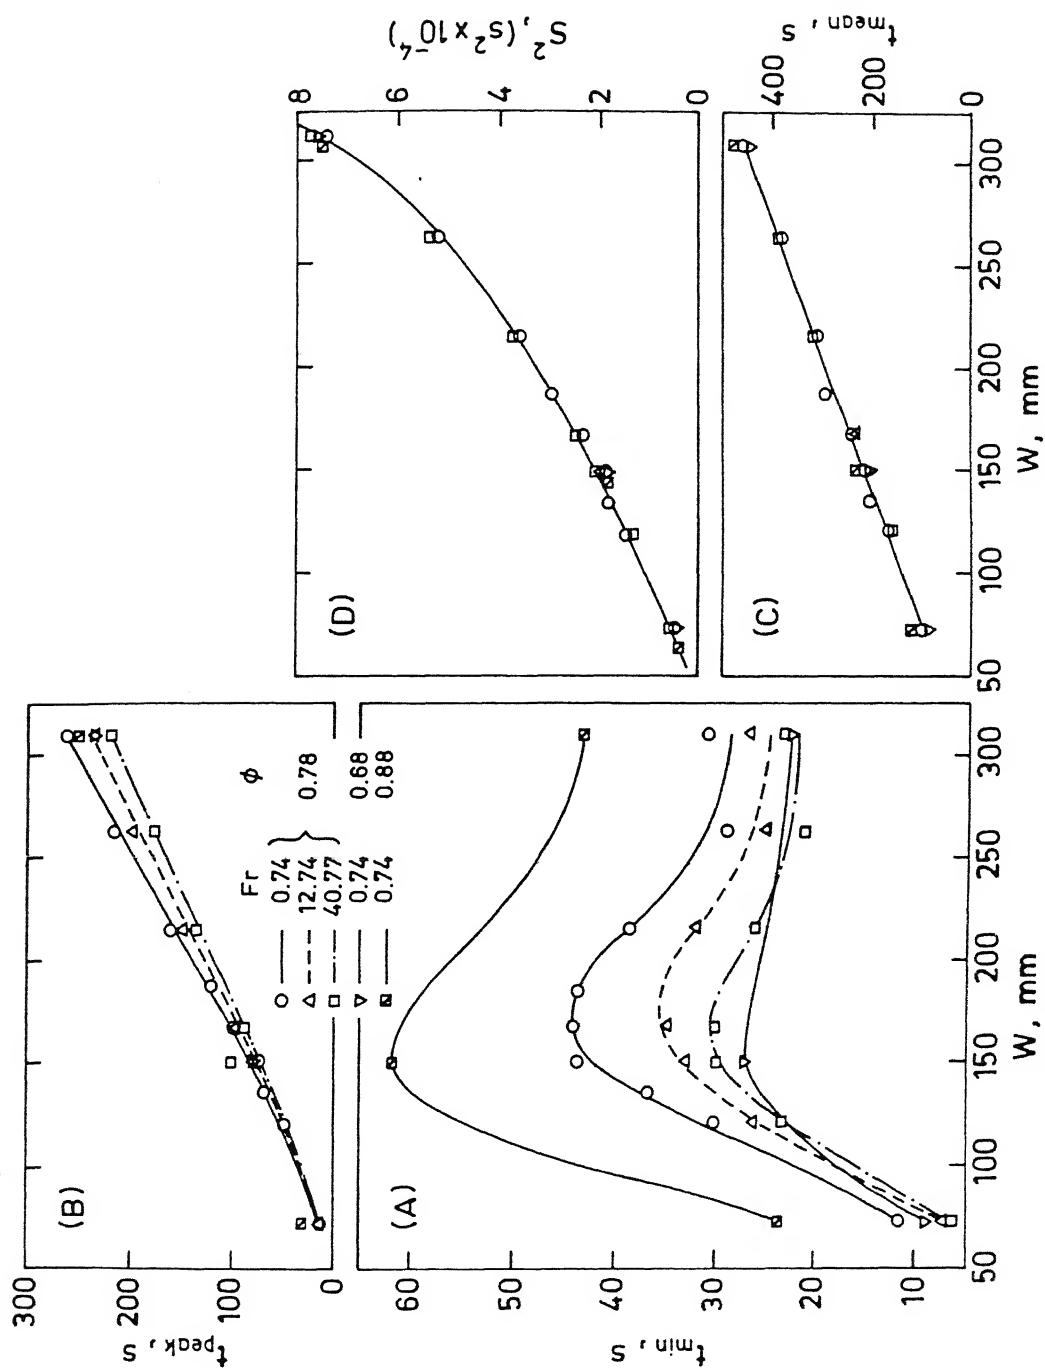 (B)
300
200
100
0
t_peak, s
Fr φ
0.74
12.74 } 0.78
40.77
0.74 0.68
0.74 0.88
(A)
60
50
40
30
20
10
t_min, s
50 100 150 200 250 300
W, mm
(D)
8
6
4
2
0
S², (s² x 10⁻⁴)
(C)
400
200
0
t_mean, s
50 100 150 200 250 300
W, mm